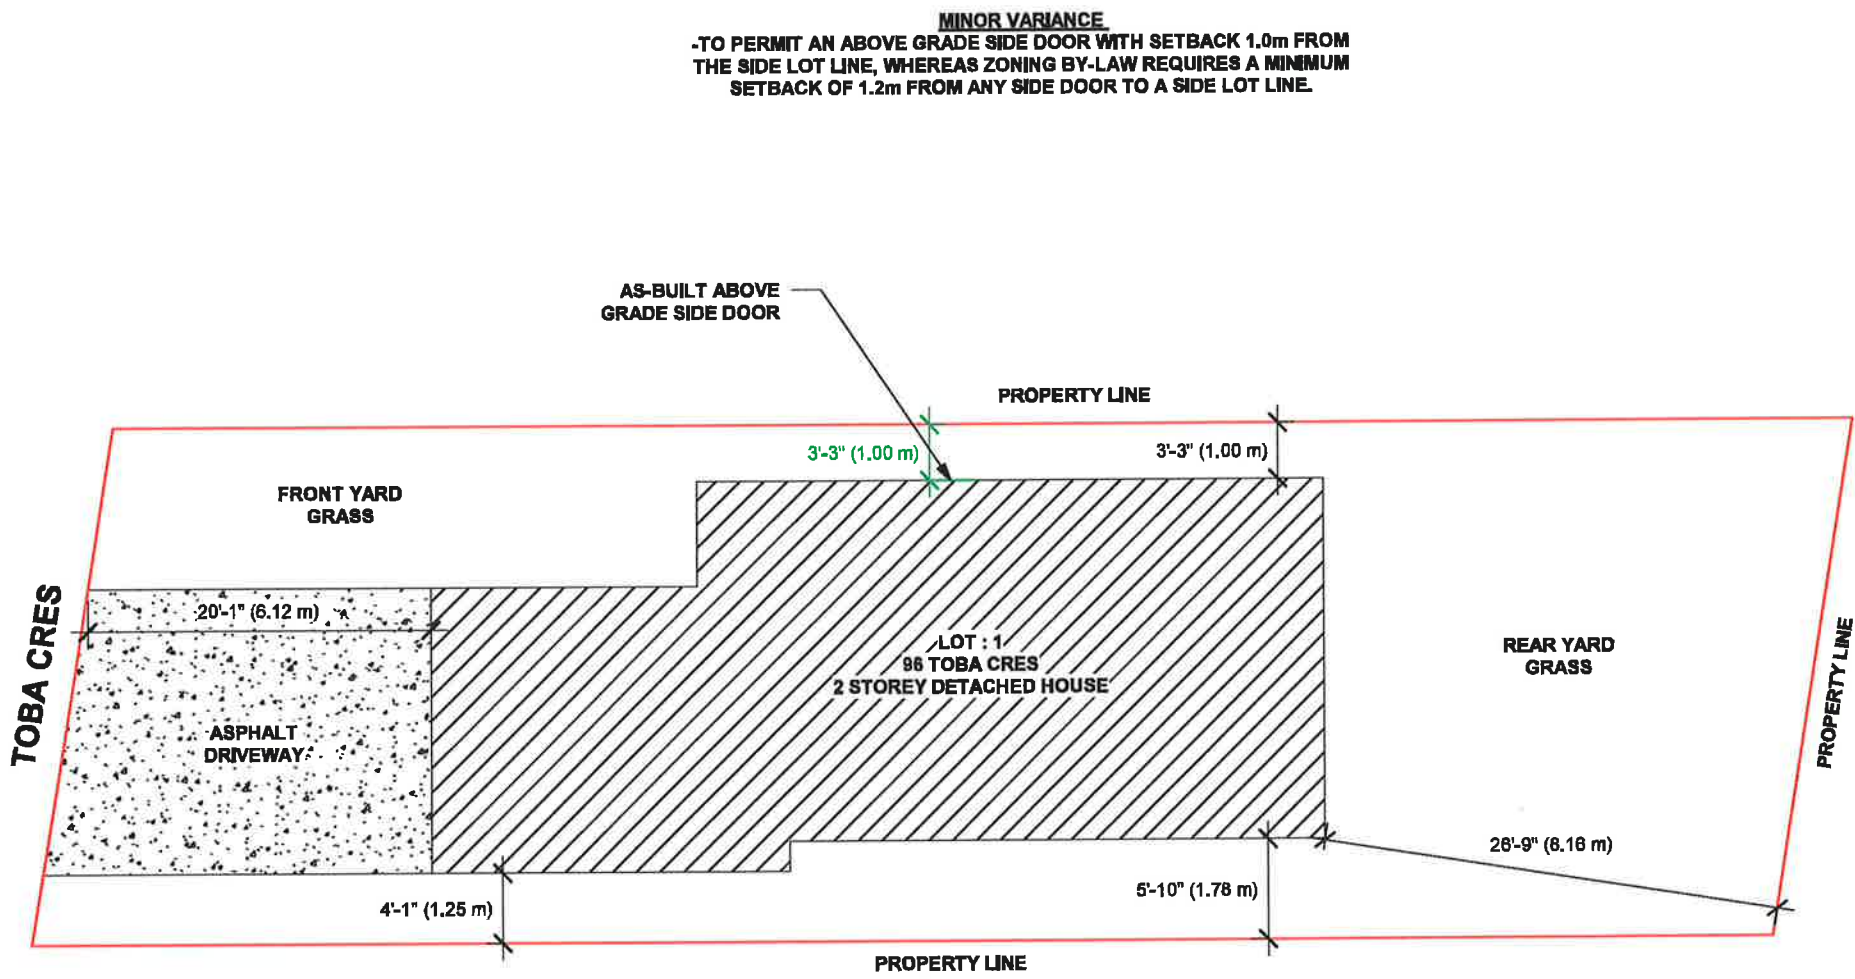 MINOR VARIANCE
-TO PERMIT AN ABOVE GRADE SIDE DOOR WITH SETBACK 1.0m FROM
THE SIDE LOT LINE, WHEREAS ZONING BY-LAW REQUIRES A MINIMUM
SETBACK OF 1.2m FROM ANY SIDE DOOR TO A SIDE LOT LINE.
AS-BUILT ABOVE
GRADE SIDE DOOR
PROPERTY LINE
3'-3" (1.00 m)
3'-3" (1.00 m)
FRONT YARD
GRASS
TOBA CRES
20'-1" (6.12 m)
LOT : 1
96 TOBA CRES
2 STOREY DETACHED HOUSE
REAR YARD
GRASS
PROPERTY LINE
ASPHALT
DRIVEWAY
26'-9" (8.16 m)
5'-10" (1.78 m)
4'-1" (1.25 m)
PROPERTY LINE